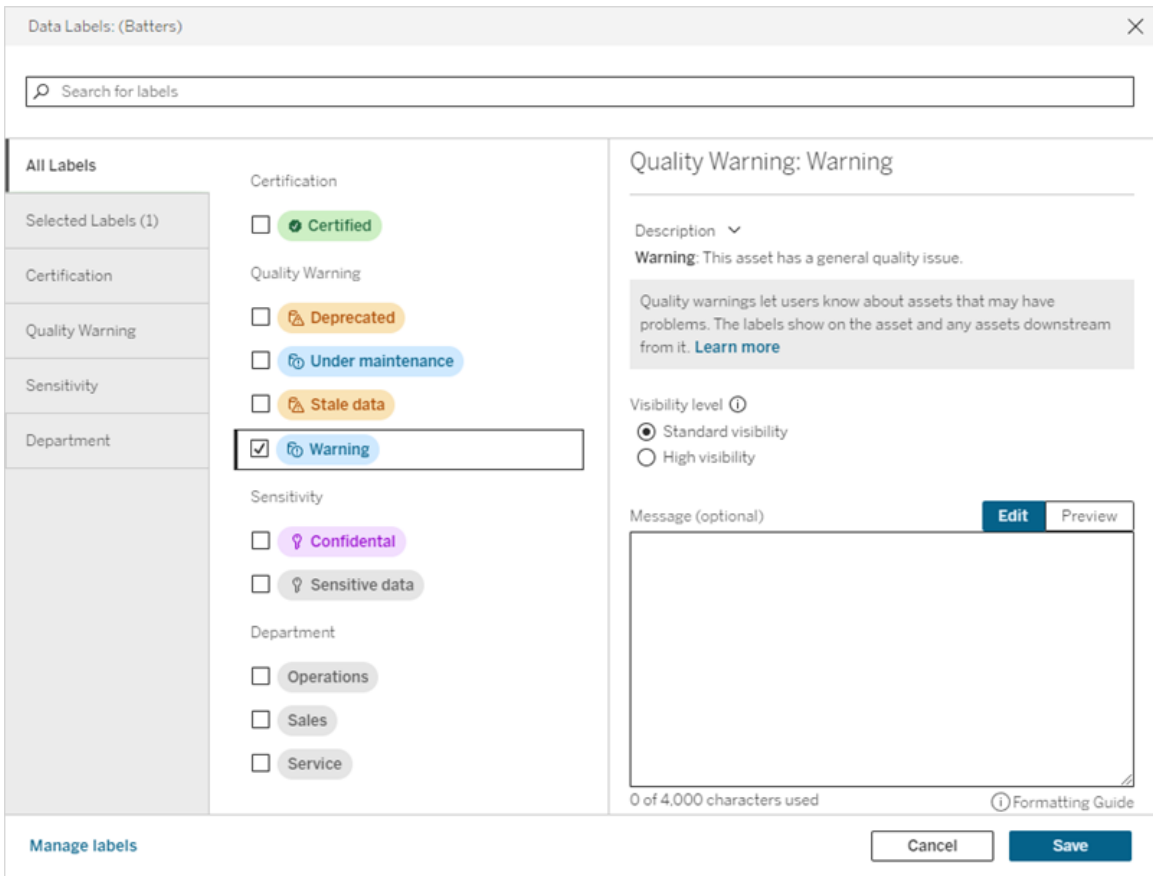 Data Labels: (Batters)
Search for labels
All Labels
Selected Labels (1)
Certification
Quality Warning
Sensitivity
Department
Certification
Certified
Quality Warning
Deprecated
Under maintenance
Stale data
Warning
Sensitivity
Confidental
Sensitive data
Department
Operations
Sales
Service
Quality Warning: Warning
Description
Warning: This asset has a general quality issue.
Quality warnings let users know about assets that may have
problems. The labels show on the asset and any assets downstream
from it. Learn more
Visibility level
Standard visibility
High visibility
Message (optional)
Edit
Preview
0 of 4,000 characters used
Formatting Guide
Manage labels
Cancel
Save